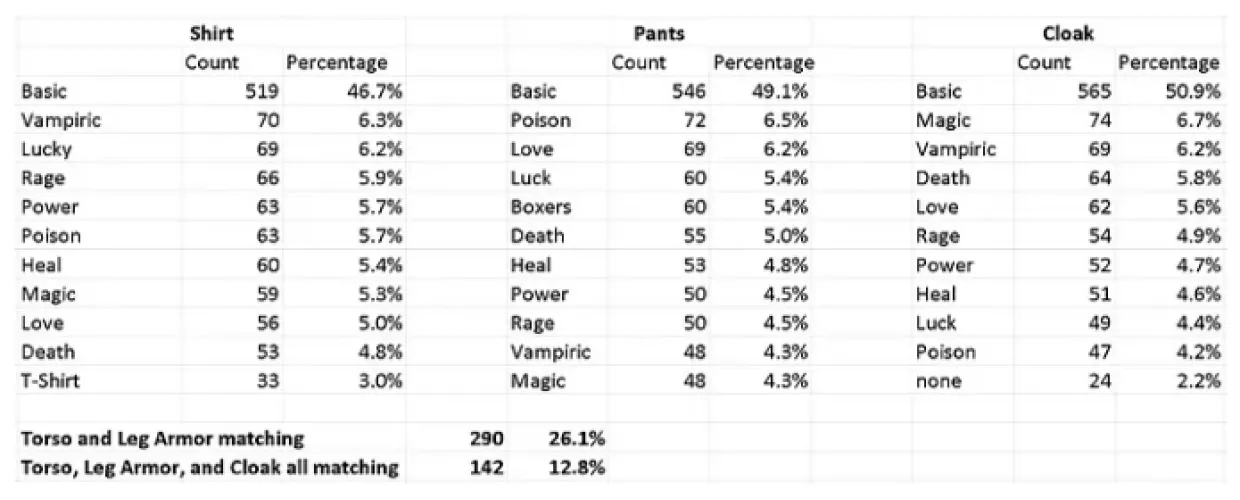 Shirt Pants Cloak
Count Percentage Count Percentage Count Percentage
Basic 519 46.7% Basic 546 49.1% Basic 565 50.9%
Vampiric 70 6.3% Poison 72 6.5% Magic 74 6.7%
Lucky 69 6.2% Love 69 6.2% Vampiric 69 6.2%
Rage 66 5.9% Luck 60 5.4% Death 64 5.8%
Power 63 5.7% Boxers 60 5.4% Love 62 5.6%
Poison 63 5.7% Death 55 5.0% Rage 54 4.9%
Heal 60 5.4% Heal 53 4.8% Power 52 4.7%
Magic 59 5.3% Power 50 4.5% Heal 51 4.6%
Love 56 5.0% Rage 50 4.5% Luck 49 4.4%
Death 53 4.8% Vampiric 48 4.3% Poison 47 4.2%
T-Shirt 33 3.0% Magic 48 4.3% none 24 2.2%
Torso and Leg Armor matching 290 26.1%
Torso, Leg Armor, and Cloak all matching 142 12.8%